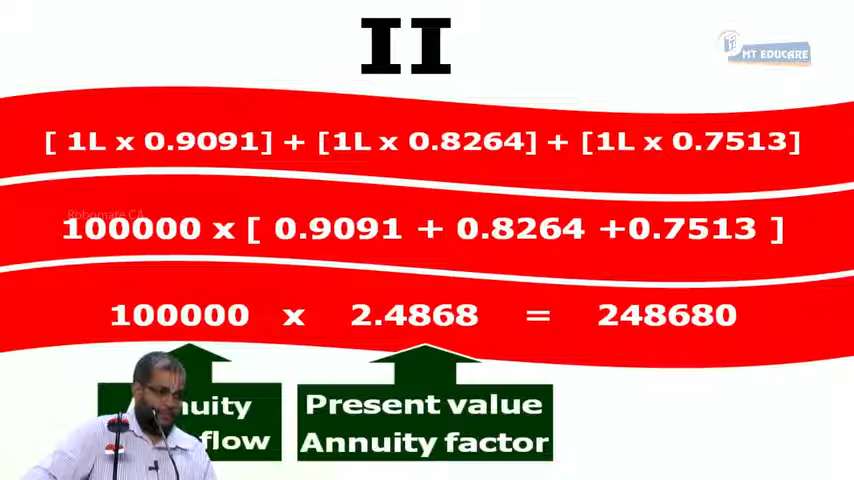 II
MT EDUCARE
[ 1L x 0.9091] + [1L x 0.8264] + [1L x 0.7513]
Robomate CA
100000 x [ 0.9091 + 0.8264 +0.7513 ]
100000 x 2.4868 = 248680
Present value
Annuity factor
flow